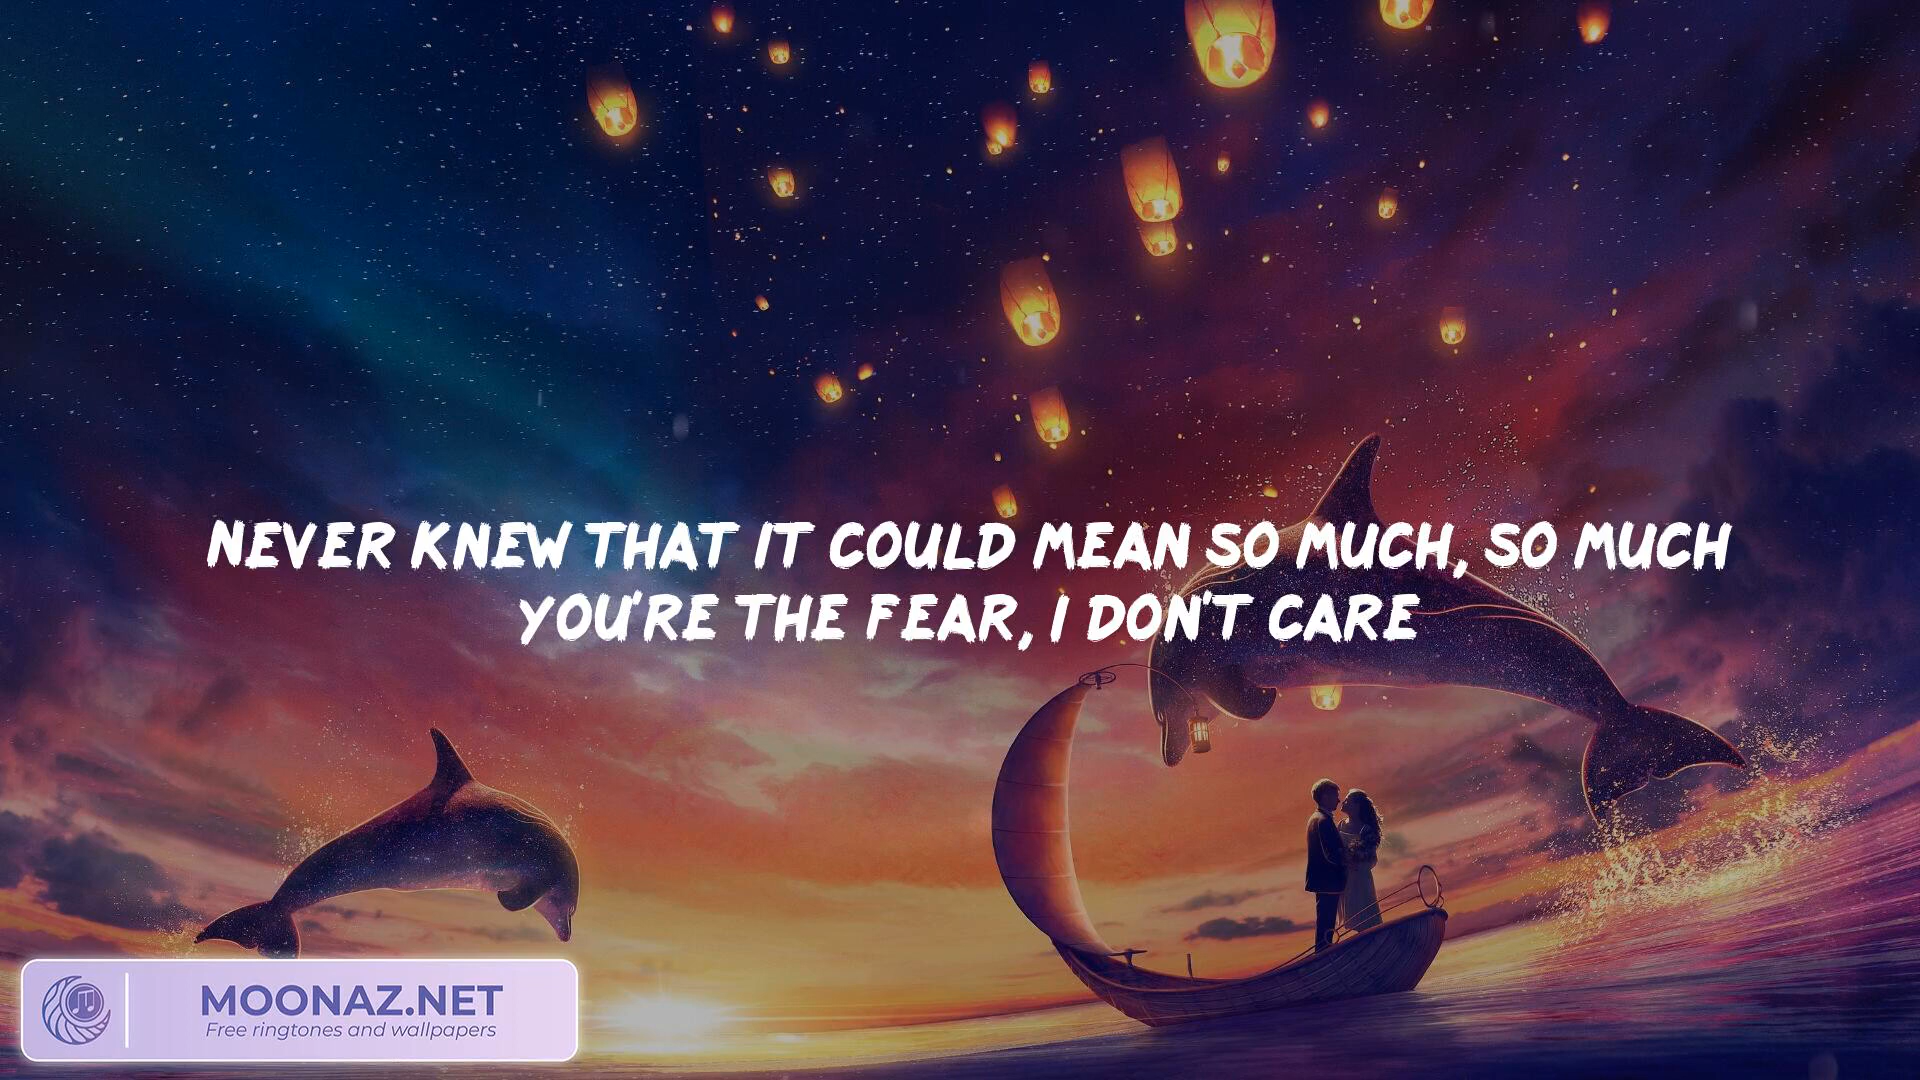 NEVER KNEW THAT IT COULD MEAN SO MUCH, SO MUCH
YOU'RE THE FEAR, I DON'T CARE
MOONAZ.NET
Free ringtones and wallpapers